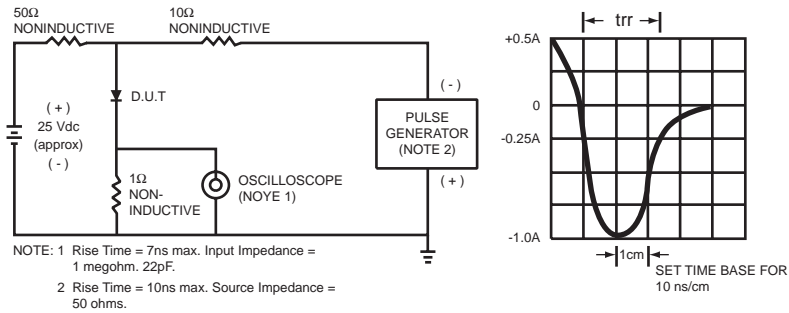 50Ω
NONINDUCTIVE
10Ω
NONINDUCTIVE
D.U.T
(+)
25 Vdc
(approx)
(-)
1Ω
NON-
INDUCTIVE
OSCILLOSCOPE
(NOYE 1)
(-)
PULSE
GENERATOR
(NOTE 2)
(+)
NOTE: 1 Rise Time = 7ns max. Input Impedance =
1 megohm. 22pF.
2 Rise Time = 10ns max. Source Impedance =
50 ohms.
trr
+0.5A
0
-0.25A
-1.0A
1cm
SET TIME BASE FOR
10 ns/cm